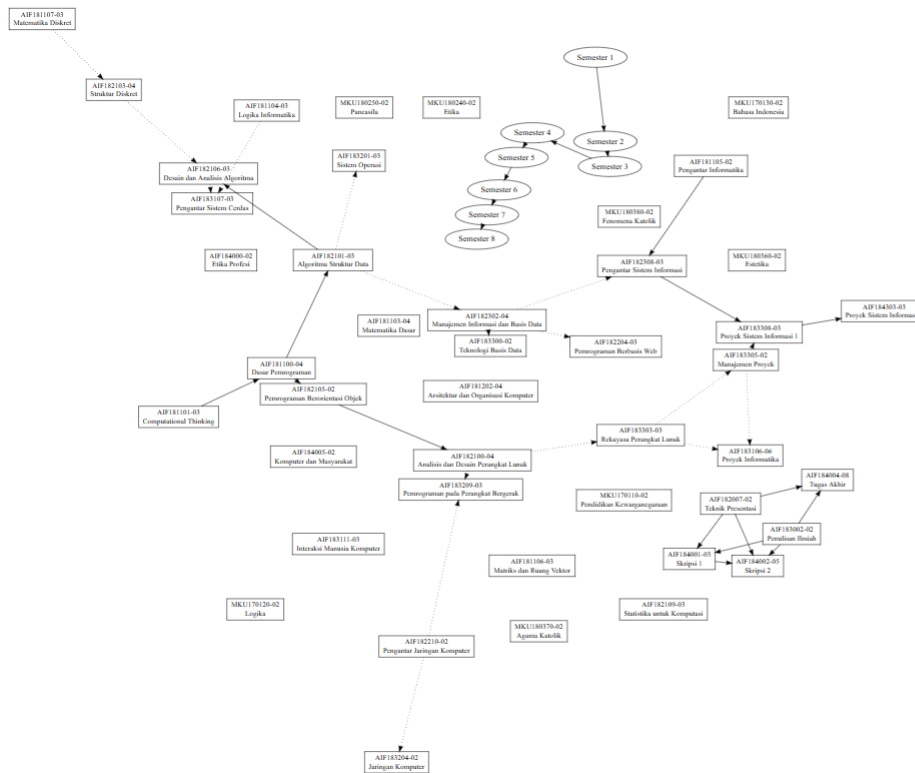 AIF181107-03
Matematika Diskret
Semester 1
AIF182103-04
Struktur Diskret
AIF181104-03
Logika Informatika
MKU180250-02
Pancasila
MKU180240-02
Etika
MKU170130-02
Bahasa Indonesia
Semester 4
Semester 2
AIF183201-03
Sistem Operasi
Semester 5
Semester 3
AIF181105-02
Pengantar Informatika
AIF182106-03
Desain dan Analisis Algoritma
Semester 6
AIF183107-03
Pengantar Sistem Cerdas
Semester 7
MKU180380-02
Fenomena Katolik
Semester 8
AIF184000-02
Etika Profesi
AIF182101-03
Algoritma Struktur Data
AIF182308-03
Pengantar Sistem Informasi
MKU180360-02
Estetika
AIF184303-03
Proyek Sistem Informasi
AIF181103-04
Matematika Dasar
AIF182302-04
Manajemen Informasi dan Basis Data
AIF183308-03
Proyek Sistem Informasi 1
AIF183300-02
Teknologi Basis Data
AIF182204-03
Pemrograman Berbasis Web
AIF183305-02
Manajemen Proyek
AIF181100-04
Dasar Pemrograman
AIF182105-02
Pemrograman Berorientasi Objek
AIF181202-04
Arsitektur dan Organisasi Komputer
AIF181101-03
Computational Thinking
AIF183303-03
Rekayasa Perangkat Lunak
AIF184005-02
Komputer dan Masyarakat
AIF182100-04
Analisis dan Desain Perangkat Lunak
AIF183106-06
Proyek Informatika
AIF183209-03
Pemrograman pada Perangkat Bergerak
AIF184004-08
Tugas Akhir
MKU170110-02
Pendidikan Kewarganegaraan
AIF182007-02
Teknik Presentasi
AIF183002-02
Penulisan Ilmiah
AIF183111-03
Interaksi Manusia Komputer
AIF184001-03
Skripsi 1
AIF184002-05
Skripsi 2
AIF181106-03
Matriks dan Ruang Vektor
MKU170120-02
Logika
AIF182109-03
Statistika untuk Komputasi
MKU180370-02
Agama Katolik
AIF182210-02
Pengantar Jaringan Komputer
AIF183204-02
Jaringan Komputer